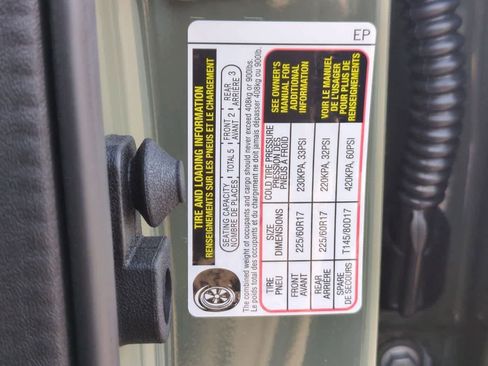 EP
TIRE AND LOADING INFORMATION
RENSEIGNEMENTS SUR LES PNEUS ET LE CHARGEMENT
SEATING CAPACITY TOTAL 5 FRONT 2 REAR 3
NOMBRE DE PLACES AVANT ARRIÈRE
The combined weight of occupants and cargo should never exceed 408kg or 900lbs.
Le poids total des occupants et du chargement ne doit jamais dépasser 408kg ou 900lb.
TIRE SIZE COLD TIRE PRESSURE SEE OWNER'S
PNEU DIMENSIONS PRESSION DES MANUAL FOR
PNEUS À FROID ADDITIONAL
INFORMATION
FRONT 225/60R17 230KPA, 33PSI
AVANT
REAR 225/60R17 220KPA, 32PSI VOIR LE MANUEL
ARRIÈRE DE L'USAGER
POUR PLUS DE
RENSEIGNEMENTS
SPARE T145/80D17 420KPA, 60PSI
DE SECOURS